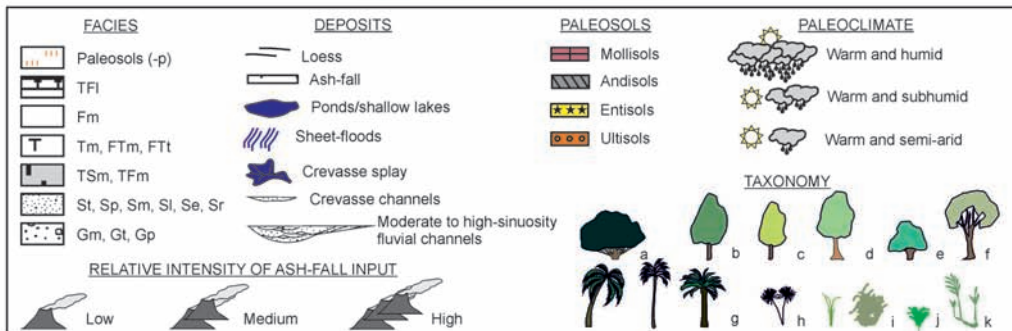 FACIES
Paleosols (-p)
TFl
Fm
Tm, FTm, FTt
TSm, TFm
St, Sp, Sm, Sl, Se, Sr
Gm, Gt, Gp
DEPOSITS
Loess
Ash-fall
Ponds/shallow lakes
Sheet-floods
Crevasse splay
Crevasse channels
Moderate to high-sinuosity
fluvial channels
RELATIVE INTENSITY OF ASH-FALL INPUT
Low
Medium
High
PALEOSOLS
Mollisols
Andisols
Entisols
Ultisols
PALEOCLIMATE
Warm and humid
Warm and subhumid
Warm and semi-arid
TAXONOMY
a b c d e f
g h i j k